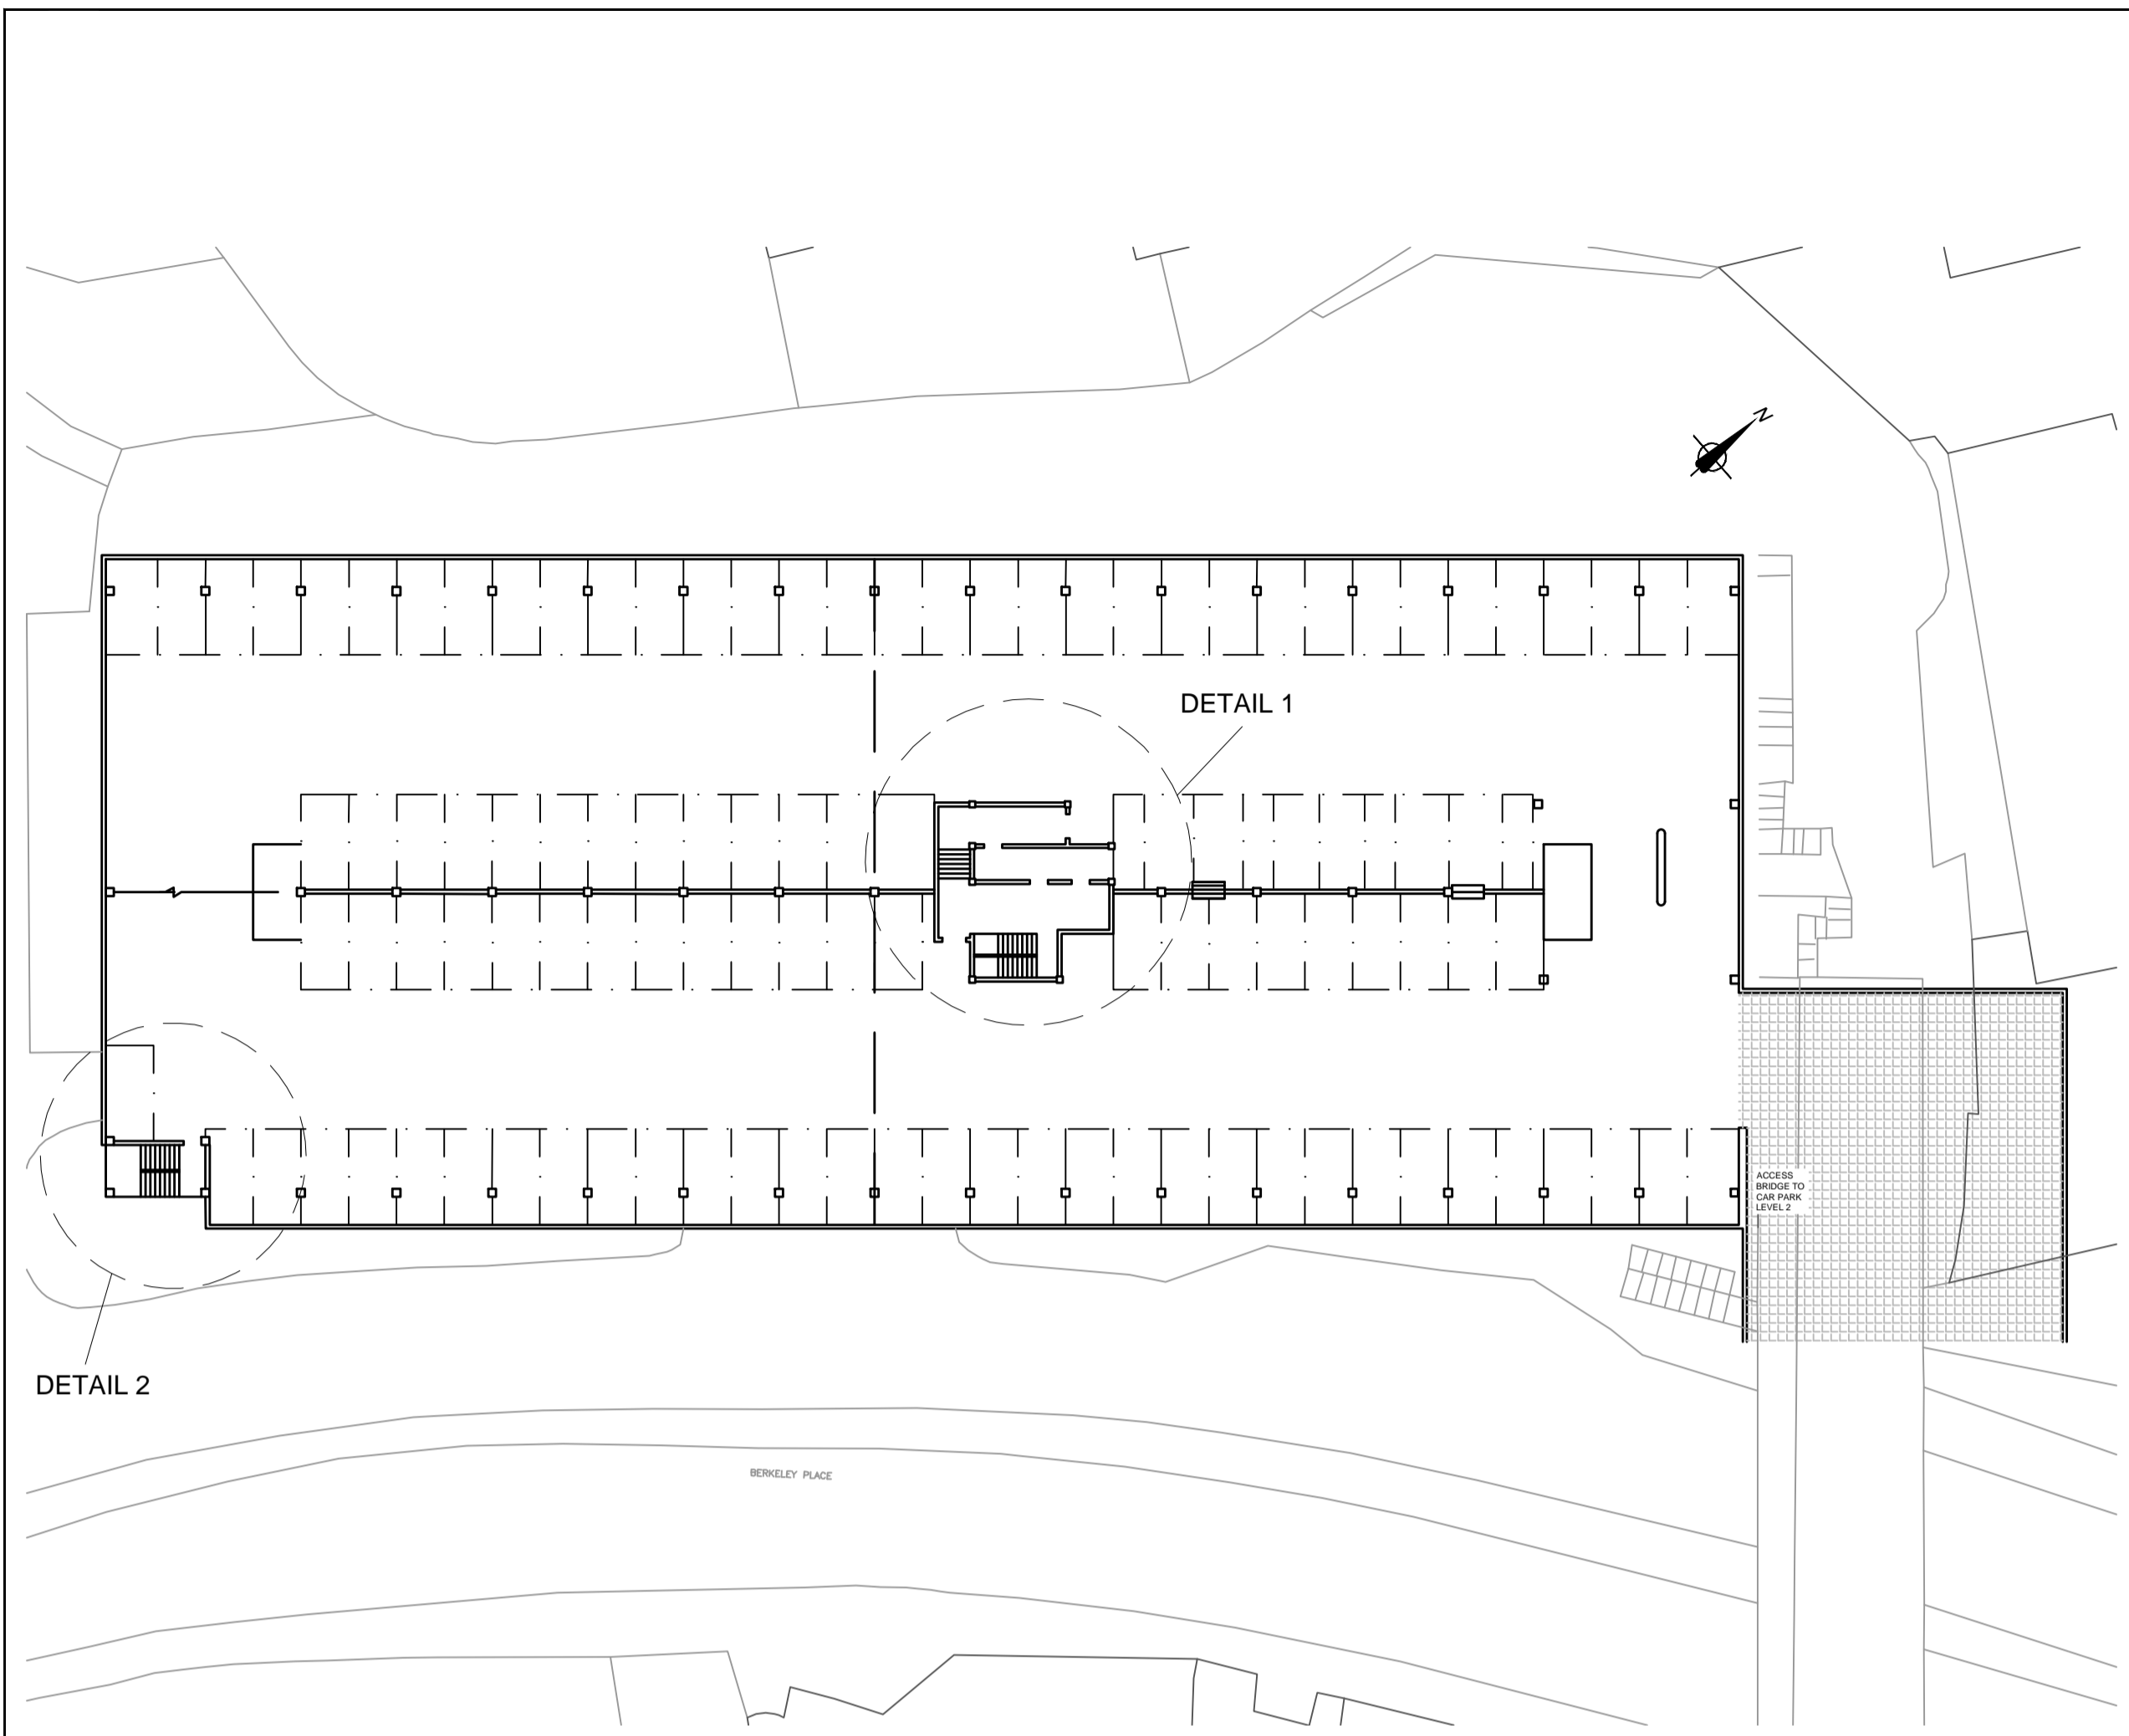 N
DETAIL 1
ACCESS
BRIDGE TO
CAR PARK
LEVEL 2
DETAIL 2
BERKELEY PLACE